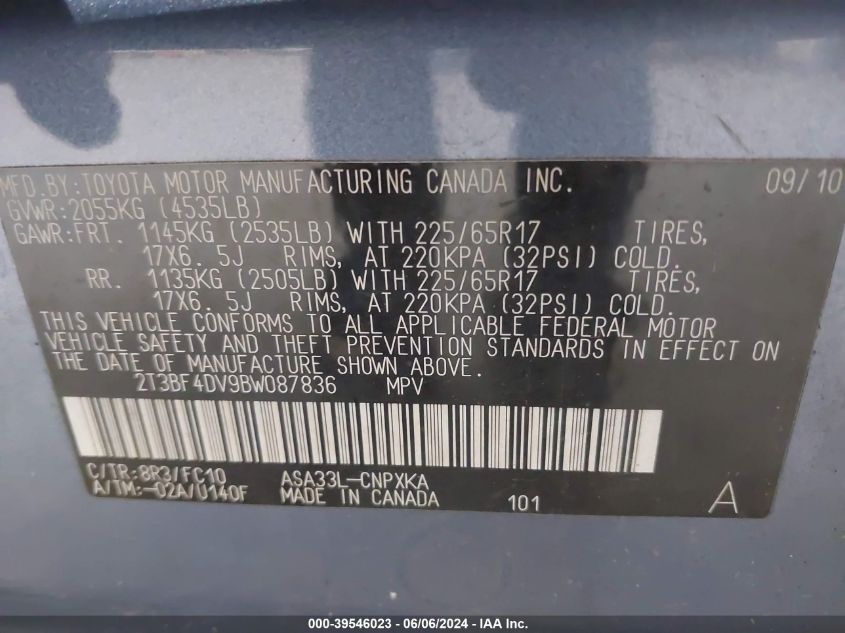 MFD.BY:TOYOTA MOTOR MANUFACTURING CANADA INC. 09/10
GVWR:2055KG (4535LB)
GAWR:FRT. 1145KG (2535LB) WITH 225/65R17 TIRES,
17X6. 5J RIMS, AT 220KPA (32PSI) COLD.
RR. 1135KG (2505LB) WITH 225/65R17 TIRES,
17X6. 5J RIMS, AT 220KPA (32PSI) COLD.
THIS VEHICLE CONFORMS TO ALL APPLICABLE FEDERAL MOTOR
VEHICLE SAFETY AND THEFT PREVENTION STANDARDS IN EFFECT ON
THE DATE OF MANUFACTURE SHOWN ABOVE.
2T3BF4DV9BW087836 MPV
C/TR:8R3/FC10 ASA33L-CNPXKA
A/TM:-02A/U140F MADE IN CANADA 101 A
000-39546023 - 06/06/2024 - IAA Inc.